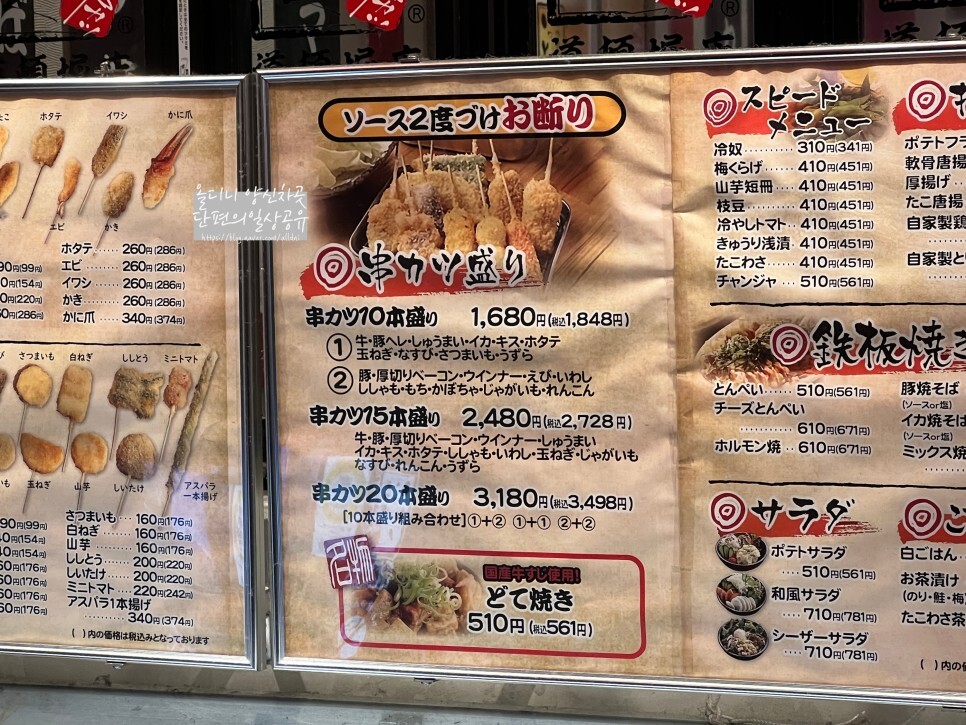 ホタテ
イワシ
かに爪
エビ
かき
ホタテ 260円(286円)
エビ 260円(286円)
イワシ 260円(286円)
かき 260円(286円)
かに爪 340円(374円)
さつまいも
白ねぎ
ししとう
ミニトマト
玉ねぎ
山芋
しいたけ
アスパラ
一本揚げ
さつまいも 160円(176円)
白ねぎ 160円(176円)
山芋 160円(176円)
ししとう 200円(220円)
しいたけ 200円(220円)
ミニトマト 220円(242円)
アスパラ1本揚げ
340円(374円)
( )内の価格は税込みとなっております
올디니 양신차곳
단편의일상공유
ソース2度づけお断り
串カツ盛り
串カツ10本盛り 1,680円(税込1,848円)
① 牛・豚ヘレ・しゅうまい・イカ・キス・ホタテ
玉ねぎ・なすび・さつまいも・うずら
② 豚・厚切りベーコン・ウインナー・えび・いわし
ししゃも・もち・かぼちゃ・じゃがいも・れんこん
串カツ15本盛り 2,480円(税込2,728円)
牛・豚・厚切りベーコン・ウインナー・しゅうまい
イカ・キス・ホタテ・ししゃも・いわし・玉ねぎ・じゃがいも
なすび・れんこん・うずら
串カツ20本盛り 3,180円(税込3,498円)
[10本盛り組み合わせ]①+② ①+① ②+②
名物
国産牛すじ使用!
どて焼き
510円(税込561円)
スピード
メニュー
冷奴 310円(341円)
梅くらげ 410円(451円)
山芋短冊 410円(451円)
枝豆 410円(451円)
冷やしトマト 410円(451円)
きゅうり浅漬 410円(451円)
たこわさ 410円(451円)
チャンジャ 510円(561円)
ポテトフラ
軟骨唐揚
厚揚げ
たこ唐揚
自家製鶏
自家製と
鉄板焼き
とんぺい 510円(561円)
チーズとんぺい
610円(671円)
ホルモン焼 610円(671円)
豚焼そば
(ソースor塩)
イカ焼そば
(ソースor塩)
ミックス焼
サラダ
ポテトサラダ
510円(561円)
和風サラダ
710円(781円)
シーザーサラダ
710円(781円)
ご
白ごはん
お茶漬け
(のり・鮭・梅)
たこわさ茶
( )内の価